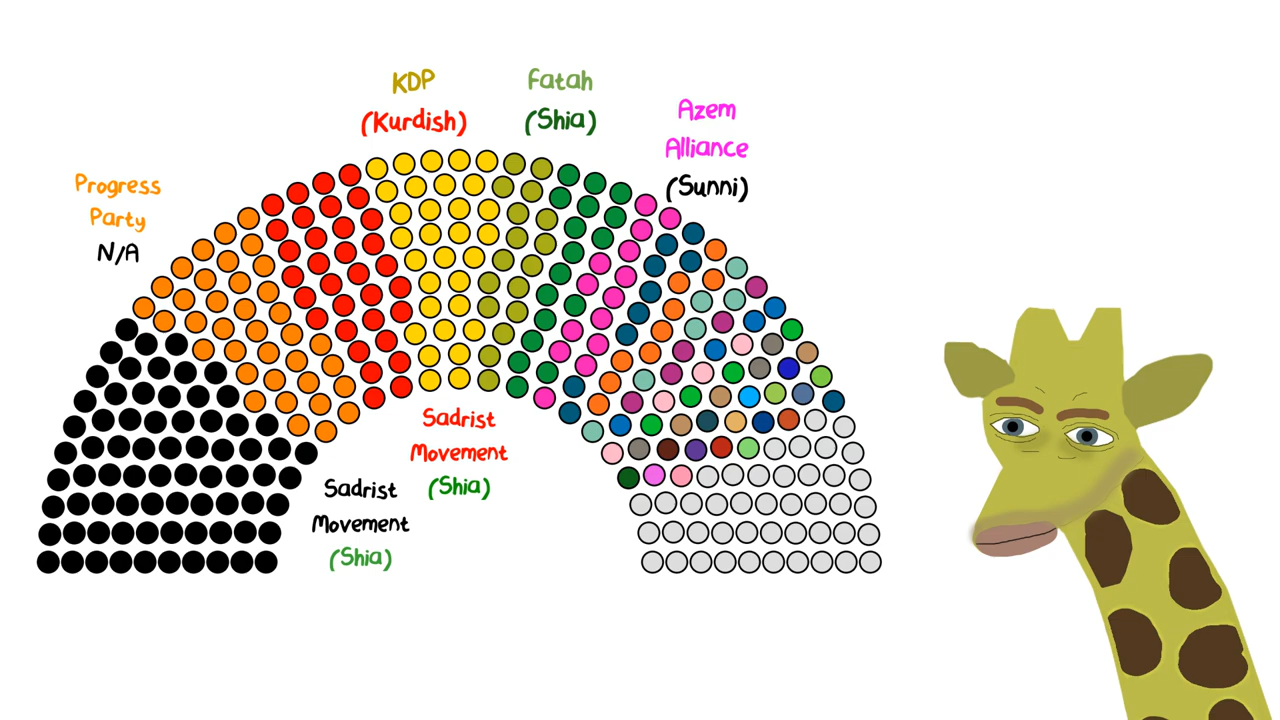 KDP
(Kurdish)
Fatah
(Shia)
Azem
Alliance
(Sunni)
Progress
Party
N/A
Sadrist
Movement
(Shia)
Sadrist
Movement
(Shia)